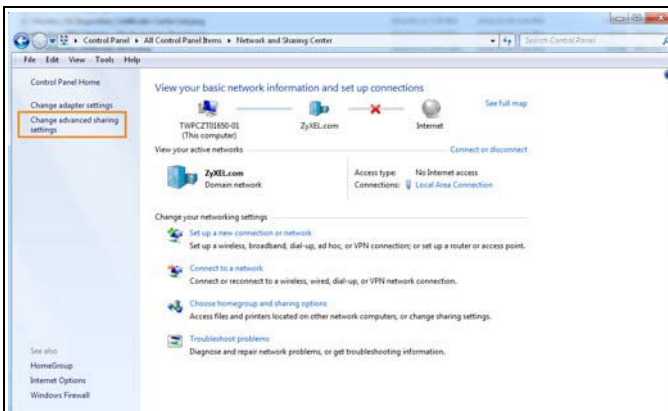 Control Panel ▸ All Control Panel Items ▸ Network and Sharing Center
Search Control Panel
File Edit View Tools Help
Control Panel Home
Change adapter settings
Change advanced sharing
settings
See also
HomeGroup
Internet Options
Windows Firewall
View your basic network information and set up connections
See full map
TWPCZT01650-01
(This computer)
ZyXEL.com
Internet
View your active networks
Connect or disconnect
ZyXEL.com
Domain network
Access type: No Internet access
Connections: Local Area Connection
Change your networking settings
Set up a new connection or network
Set up a wireless, broadband, dial-up, ad hoc, or VPN connection; or set up a router or access point.
Connect to a network
Connect or reconnect to a wireless, wired, dial-up, or VPN network connection.
Choose homegroup and sharing options
Access files and printers located on other network computers, or change sharing settings.
Troubleshoot problems
Diagnose and repair network problems, or get troubleshooting information.